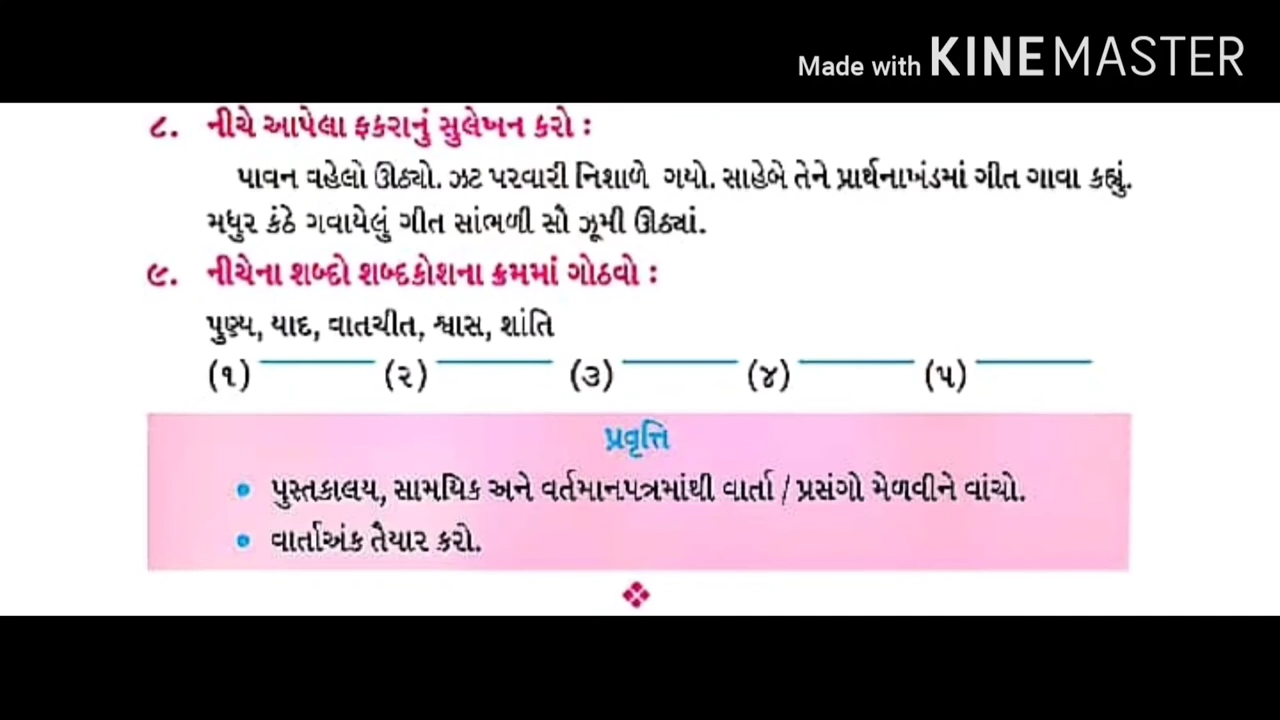 Made with KINEMASTER
૮. નીચે આપેલા ફકરાનું સુલેખન કરો :
પાવન વહેલો ઊઠ્યો. ઝટ પરવારી નિશાળે ગયો. સાહેબે તેને પ્રાર્થનાખંડમાં ગીત ગાવા કહ્યું.
મધુર કંઠે ગવાયેલું ગીત સાંભળી સૌ ઝૂમી ઊઠ્યાં.
૯. નીચેના શબ્દો શબ્દકોશના ક્રમમાં ગોઠવો :
પુણ્ય, યાદ, વાતચીત, શ્વાસ, શાંતિ
(૧) (૨) (૩) (૪) (૫)
પ્રવૃત્તિ
• પુસ્તકાલય, સામયિક અને વર્તમાનપત્રમાંથી વાર્તા / પ્રસંગો મેળવીને વાંચો.
• વાર્તાઅંક તૈયાર કરો.